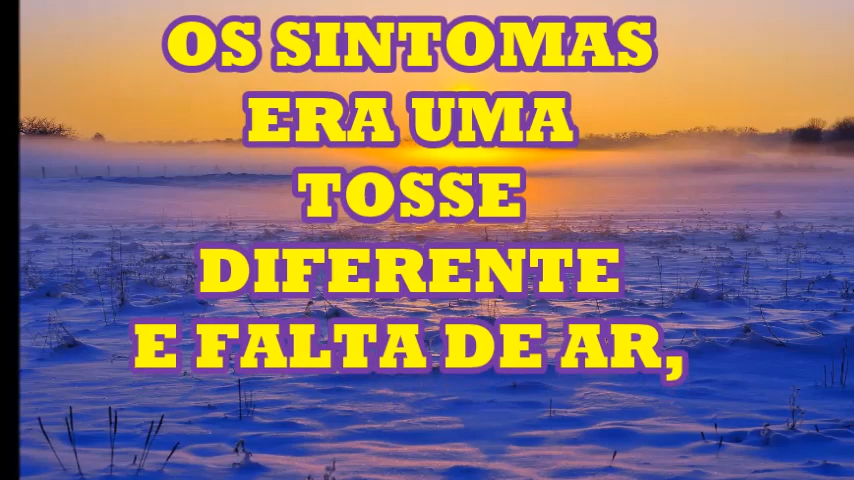 OS SINTOMAS
ERA UMA
TOSSE
DIFERENTE
E FALTA DE AR,